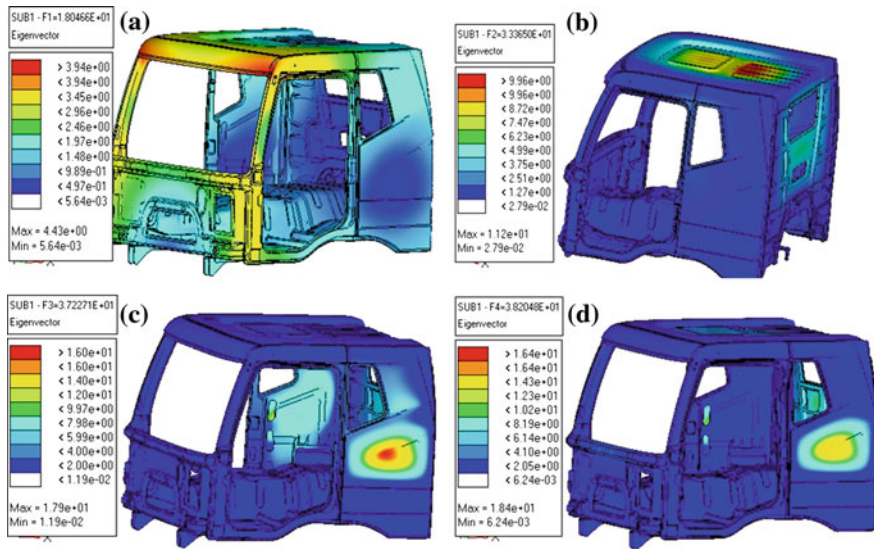 SUB1 - F1=1.80466E+01
Eigenvector
(a)
> 3.94e+00
< 3.94e+00
< 3.45e+00
< 2.96e+00
< 2.46e+00
< 1.97e+00
< 1.48e+00
< 9.89e-01
< 4.97e-01
< 5.64e-03
Max = 4.43e+00
Min = 5.64e-03
X
(b)
SUB1 - F2=3.33650E+01
Eigenvector
> 9.96e+00
< 9.96e+00
< 8.72e+00
< 7.47e+00
< 6.23e+00
< 4.99e+00
< 3.75e+00
< 2.51e+00
< 1.27e+00
< 2.79e-02
Max = 1.12e+01
Min = 2.79e-02
X
SUB1 - F3=3.72271E+01
Eigenvector
(c)
> 1.60e+01
< 1.60e+01
< 1.40e+01
< 1.20e+01
< 9.97e+00
< 7.98e+00
< 5.99e+00
< 4.00e+00
< 2.00e+00
< 1.19e-02
Max = 1.79e+01
Min = 1.19e-02
X
SUB1 - F4=3.82048E+01
Eigenvector
(d)
> 1.64e+01
< 1.64e+01
< 1.43e+01
< 1.23e+01
< 1.02e+01
< 8.19e+00
< 6.14e+00
< 4.10e+00
< 2.05e+00
< 6.24e-03
Max = 1.84e+01
Min = 6.24e-03
X